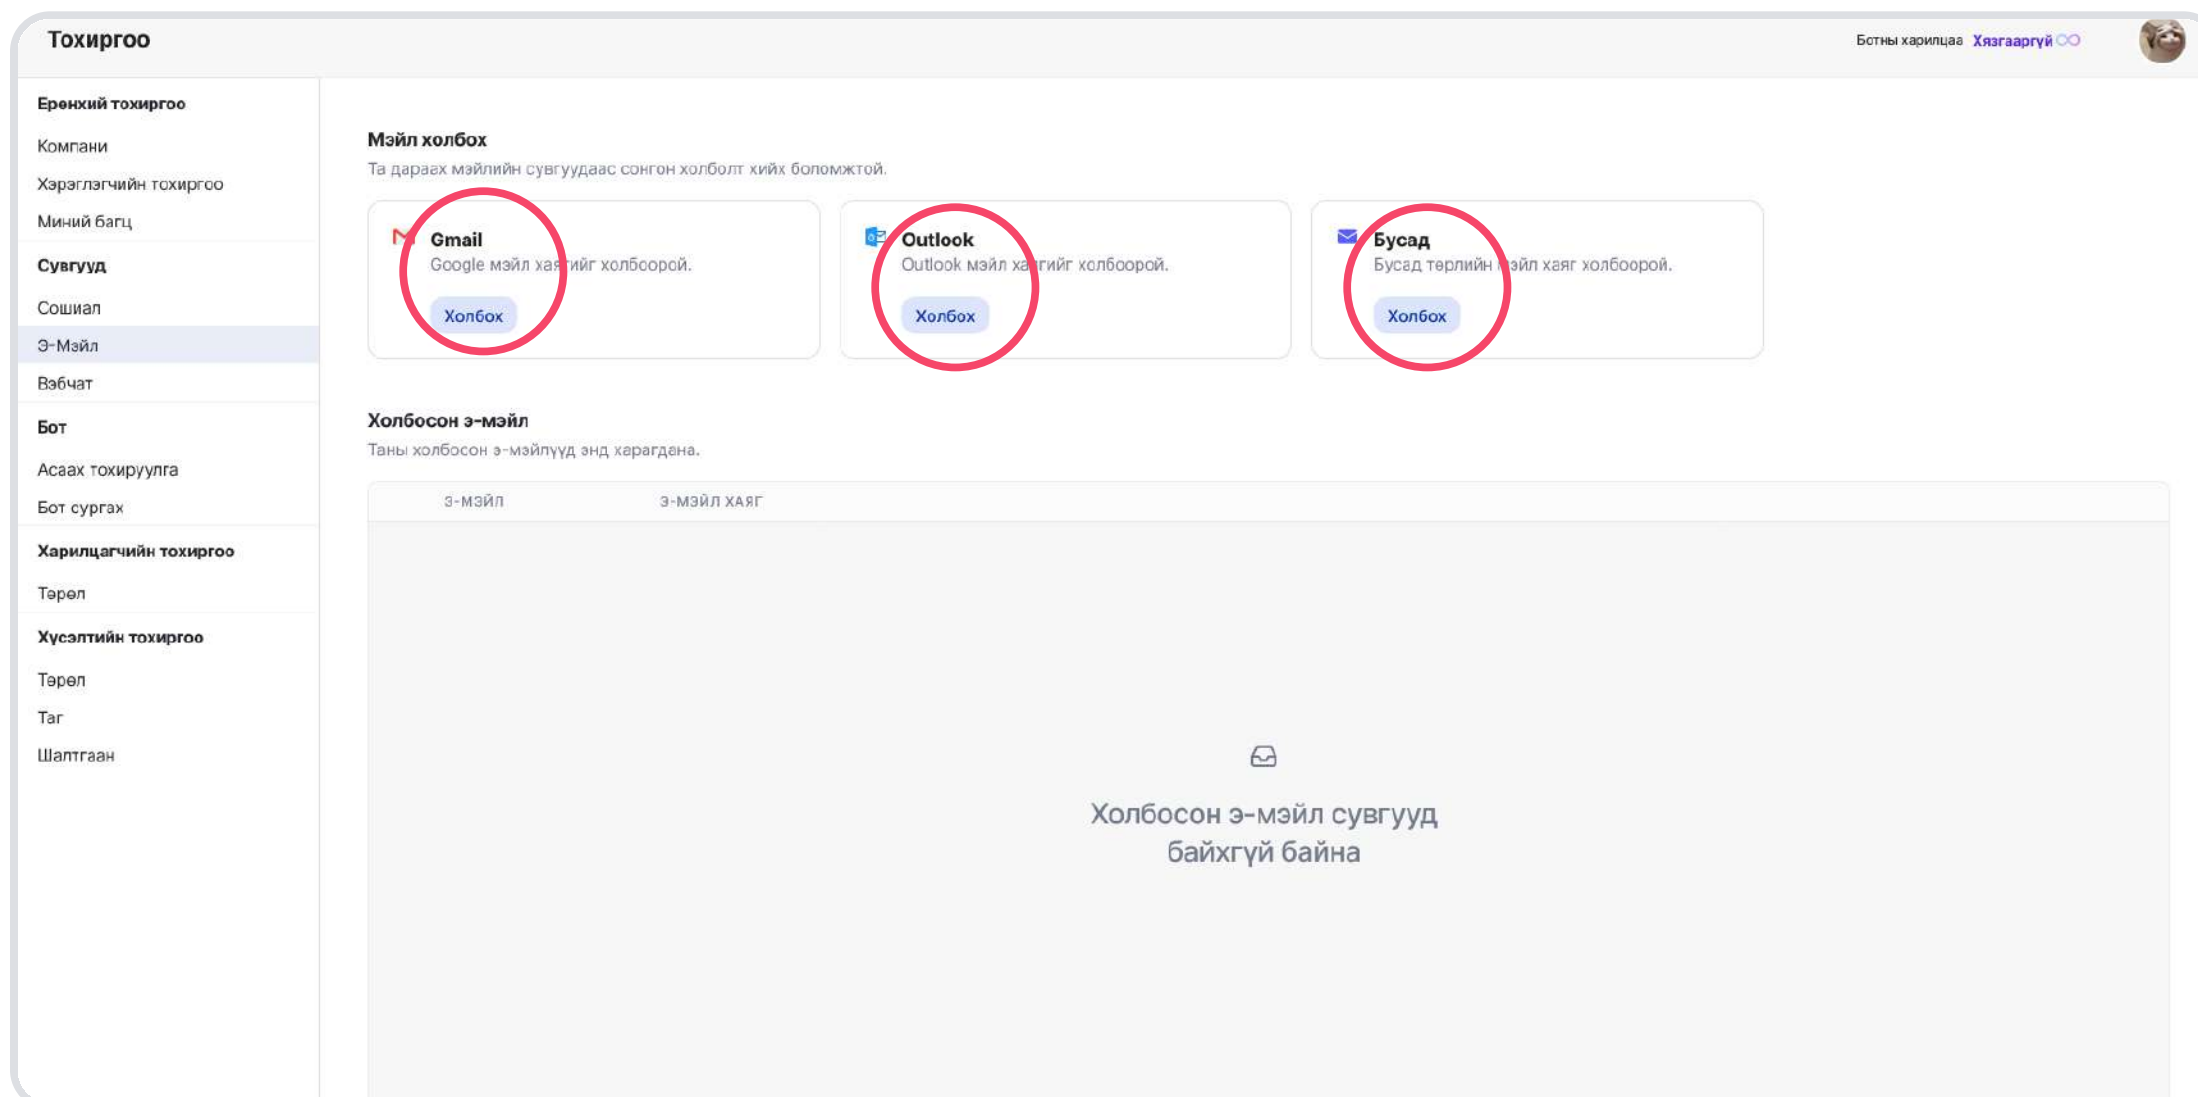 Тохиргоо
Ботны харилцаа Хязгааргүй
Ерөнхий тохиргоо
Компани
Хэрэглэгчийн тохиргоо
Миний багц
Сувгууд
Сошиал
Э-Мэйл
Вэбчат
Бот
Асаах тохируулга
Бот сургах
Харилцагчийн тохиргоо
Төрөл
Хүсэлтийн тохиргоо
Төрөл
Таг
Шалтгаан
Мэйл холбох
Та дараах мэйлийн сувгуудаас сонгон холболт хийх боломжтой.
Gmail
Google мэйл хаягийг холбоорой.
Холбох
Outlook
Outlook мэйл хаягийг холбоорой.
Холбох
Бусад
Бусад төрлийн мэйл хаяг холбоорой.
Холбох
Холбосон э-мэйл
Таны холбосон э-мэйлүүд энд харагдана.
Э-МЭЙЛ Э-МЭЙЛ ХАЯГ
Холбосон э-мэйл сувгууд
байхгүй байна